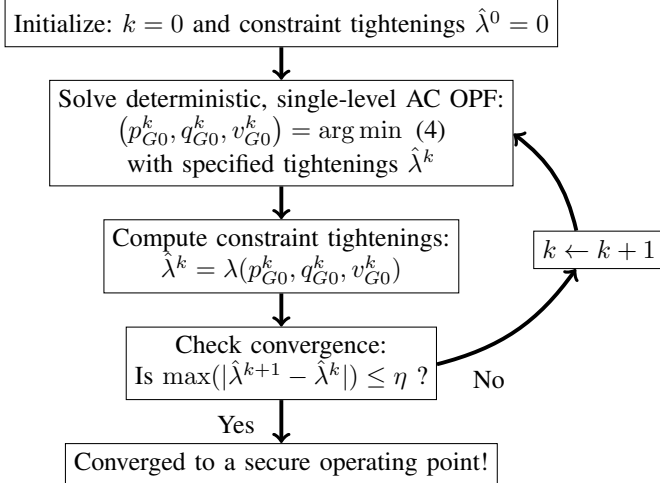 Initialize: $k = 0$ and constraint tightenings $\hat{\lambda}^0 = 0$
Solve deterministic, single-level AC OPF:
$(p_{G0}^k, q_{G0}^k, v_{G0}^k) = \arg\min$ (4)
with specified tightenings $\hat{\lambda}^k$
Compute constraint tightenings:
$\hat{\lambda}^k = \lambda(p_{G0}^k, q_{G0}^k, v_{G0}^k)$
$k \leftarrow k + 1$
Check convergence:
Is $\max(|\hat{\lambda}^{k+1} - \hat{\lambda}^k|) \leq \eta$ ?
No
Yes
Converged to a secure operating point!